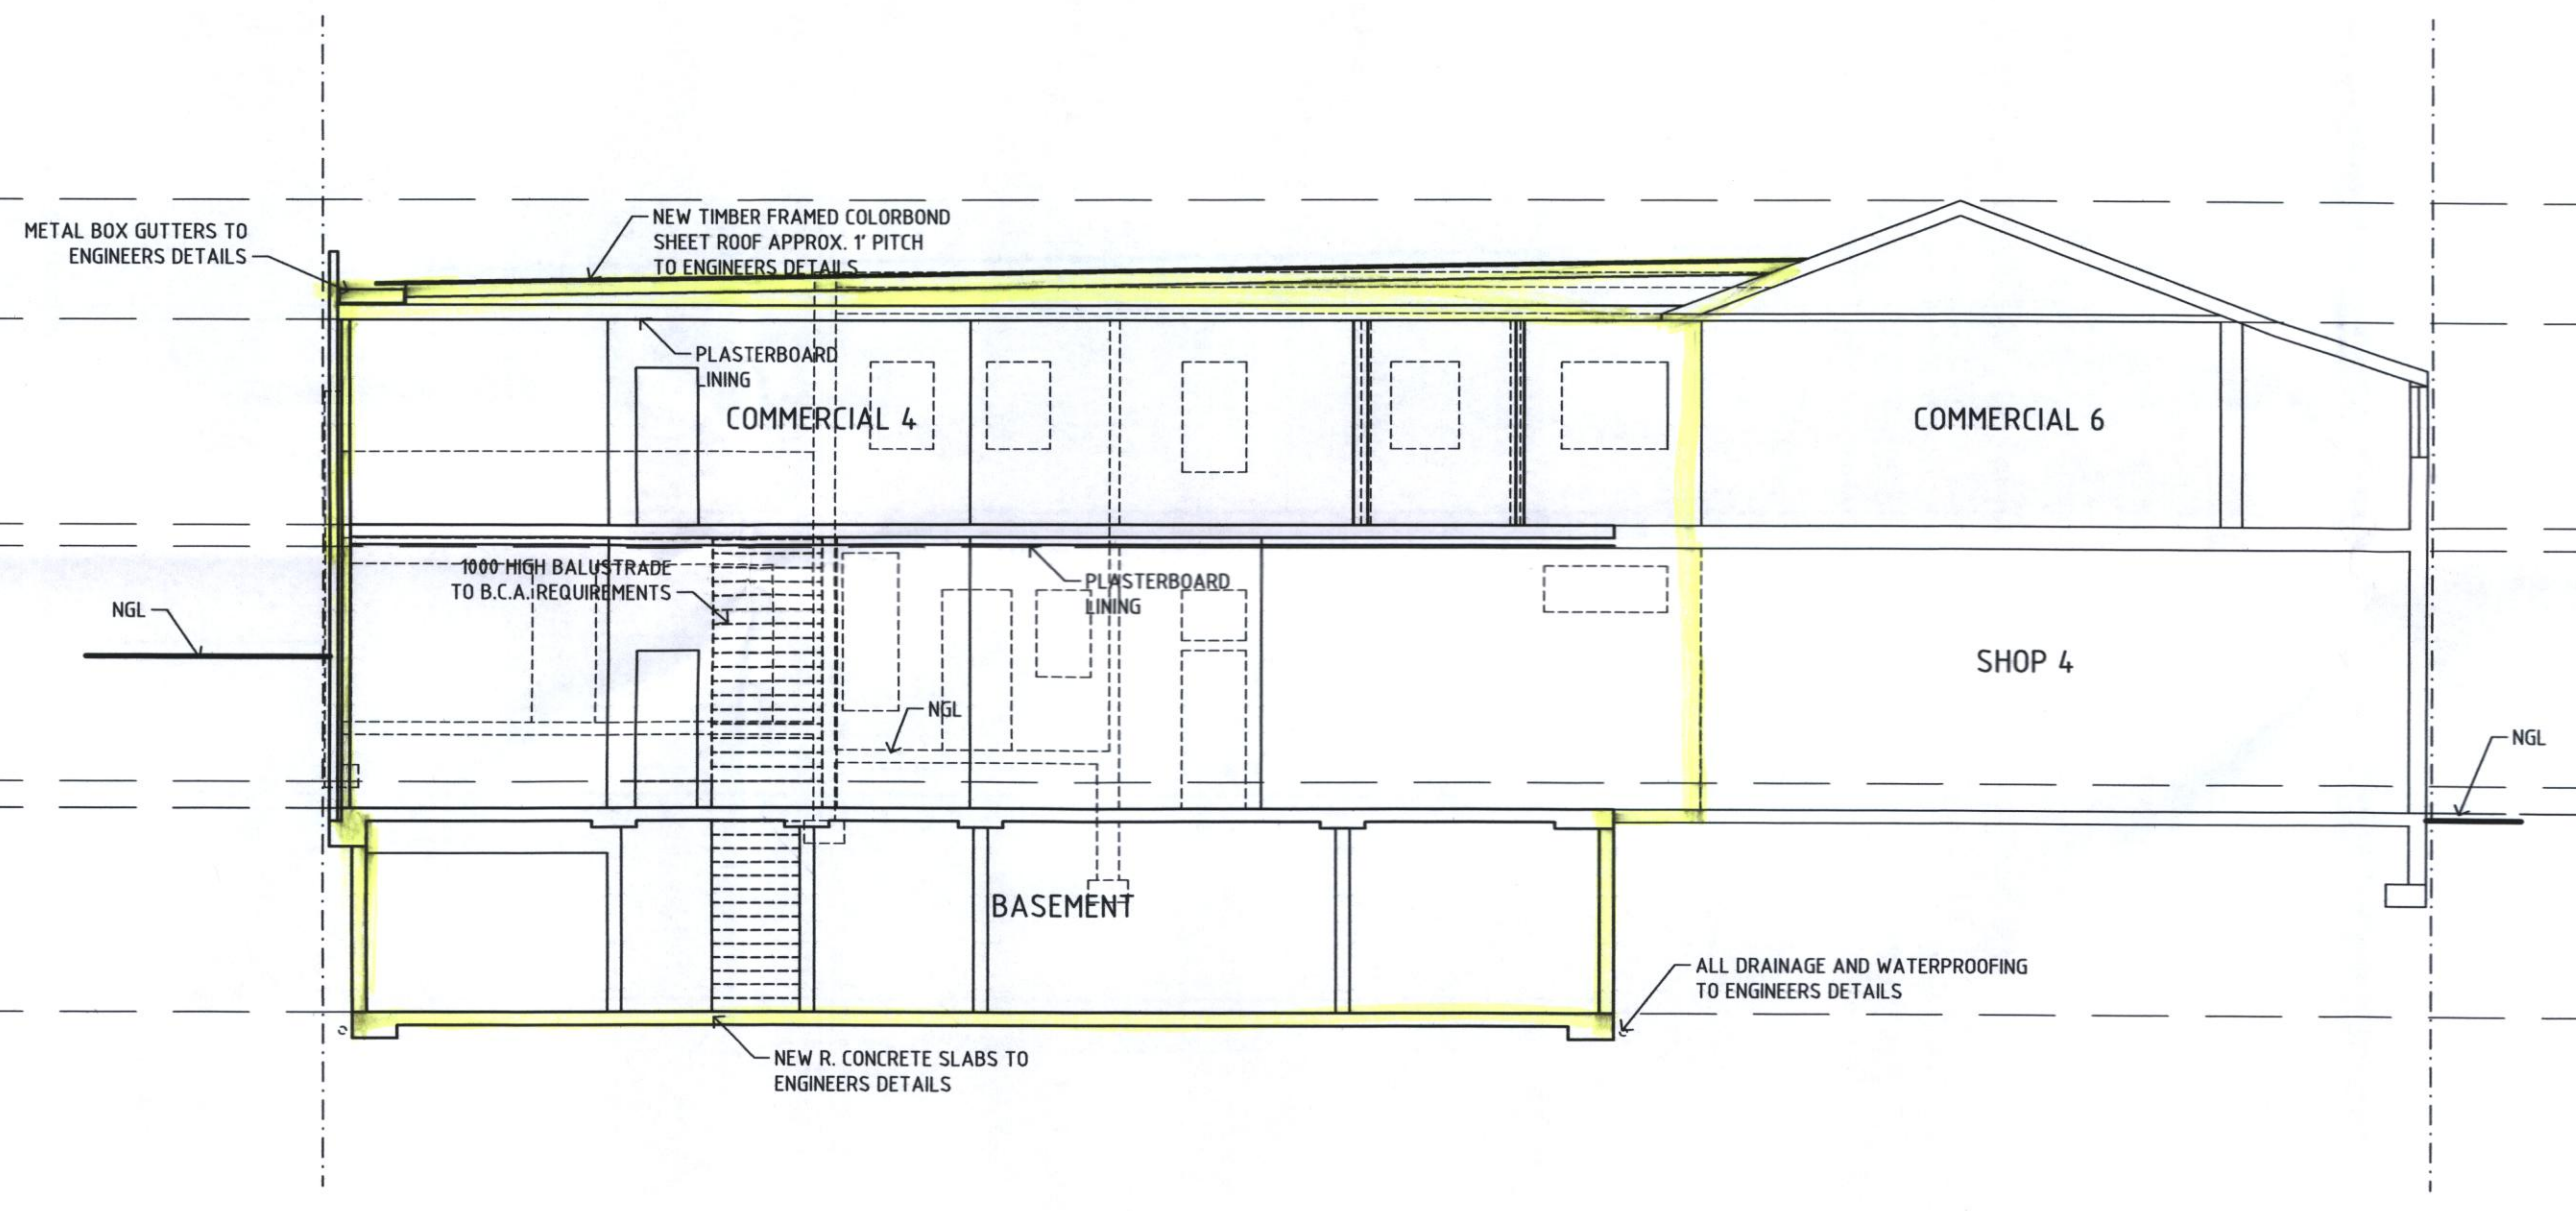 METAL BOX GUTTERS TO
ENGINEERS DETAILS
NEW TIMBER FRAMED COLORBOND
SHEET ROOF APPROX. 1' PITCH
TO ENGINEERS DETAILS
PLASTERBOARD
LINING
COMMERCIAL 4
COMMERCIAL 6
1000 HIGH BALUSTRADE
TO B.C.A. REQUIREMENTS
PLASTERBOARD
LINING
NGL
SHOP 4
NGL
NGL
BASEMENT
ALL DRAINAGE AND WATERPROOFING
TO ENGINEERS DETAILS
NEW R. CONCRETE SLABS TO
ENGINEERS DETAILS